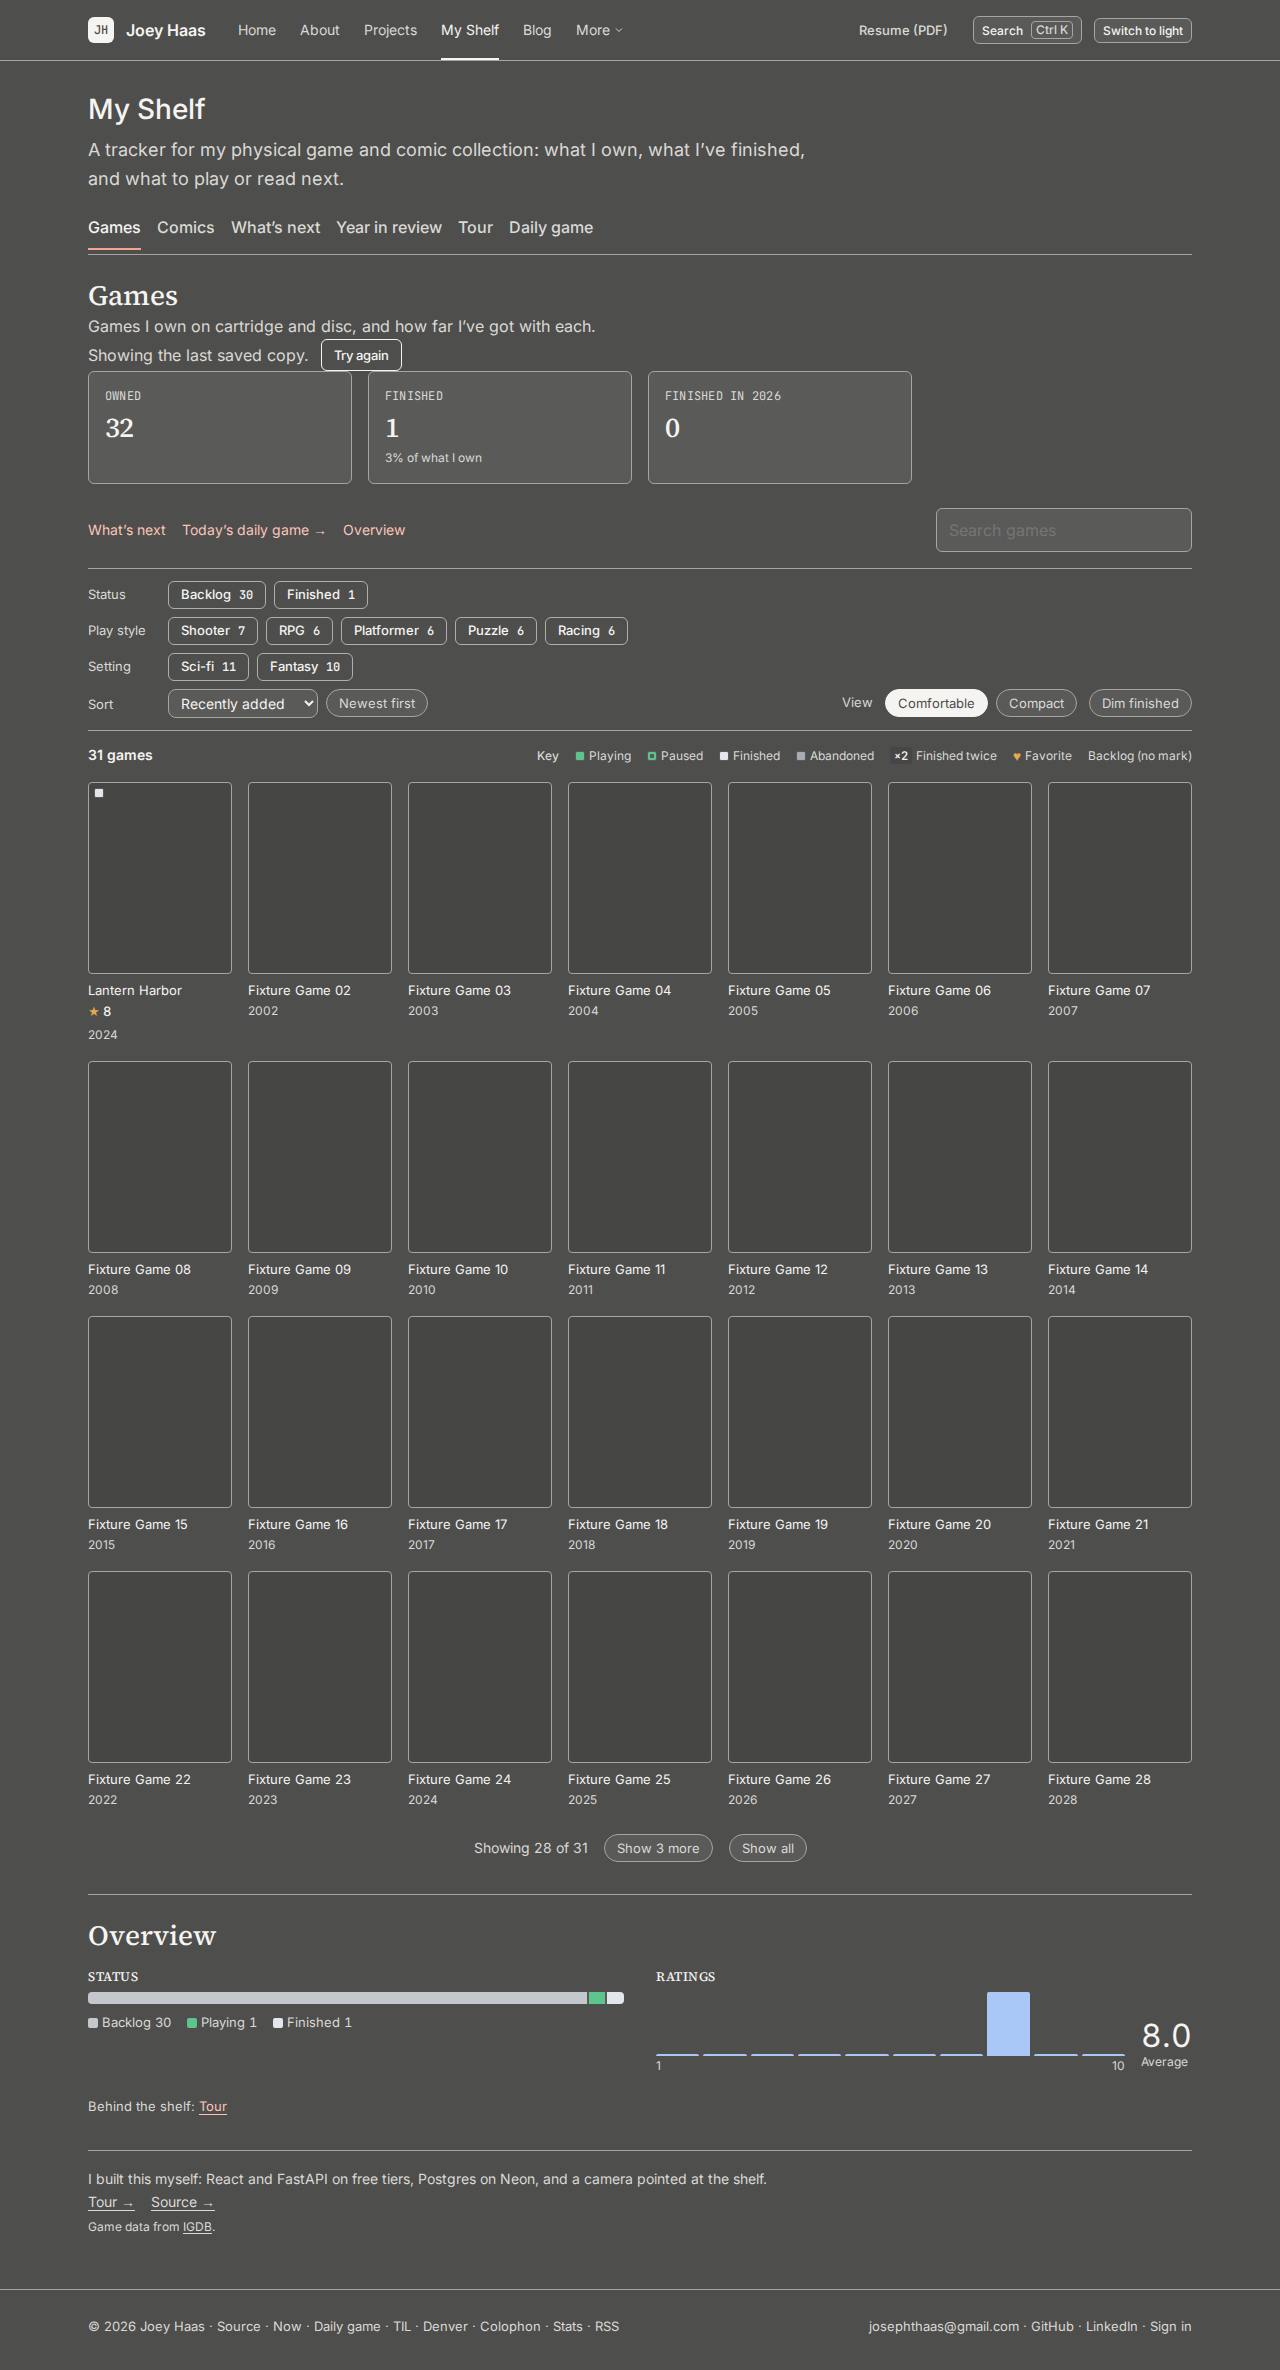 JH Joey Haas Home About Projects My Shelf Blog More Resume (PDF) Search Ctrl K Switch to light
My Shelf
A tracker for my physical game and comic collection: what I own, what I’ve finished,
and what to play or read next.
Games Comics What’s next Year in review Tour Daily game
Games
Games I own on cartridge and disc, and how far I’ve got with each.
Showing the last saved copy. Try again
OWNED FINISHED FINISHED IN 2026
32 1 0
3% of what I own
What’s next Today’s daily game → Overview Search games
Status Backlog 30 Finished 1
Play style Shooter 7 RPG 6 Platformer 6 Puzzle 6 Racing 6
Setting Sci-fi 11 Fantasy 10
Sort Recently added Newest first View Comfortable Compact Dim finished
31 games Key Playing Paused Finished Abandoned ×2 Finished twice ♥ Favorite Backlog (no mark)
Lantern Harbor Fixture Game 02 Fixture Game 03 Fixture Game 04 Fixture Game 05 Fixture Game 06 Fixture Game 07
★ 8 2002 2003 2004 2005 2006 2007
2024
Fixture Game 08 Fixture Game 09 Fixture Game 10 Fixture Game 11 Fixture Game 12 Fixture Game 13 Fixture Game 14
2008 2009 2010 2011 2012 2013 2014
Fixture Game 15 Fixture Game 16 Fixture Game 17 Fixture Game 18 Fixture Game 19 Fixture Game 20 Fixture Game 21
2015 2016 2017 2018 2019 2020 2021
Fixture Game 22 Fixture Game 23 Fixture Game 24 Fixture Game 25 Fixture Game 26 Fixture Game 27 Fixture Game 28
2022 2023 2024 2025 2026 2027 2028
Showing 28 of 31 Show 3 more Show all
Overview
STATUS
Backlog 30 Playing 1 Finished 1
RATINGS
1 10
8.0
Average
Behind the shelf: Tour
I built this myself: React and FastAPI on free tiers, Postgres on Neon, and a camera pointed at the shelf.
Tour → Source →
Game data from IGDB.
© 2026 Joey Haas · Source · Now · Daily game · TIL · Denver · Colophon · Stats · RSS josephthaas@gmail.com · GitHub · LinkedIn · Sign in